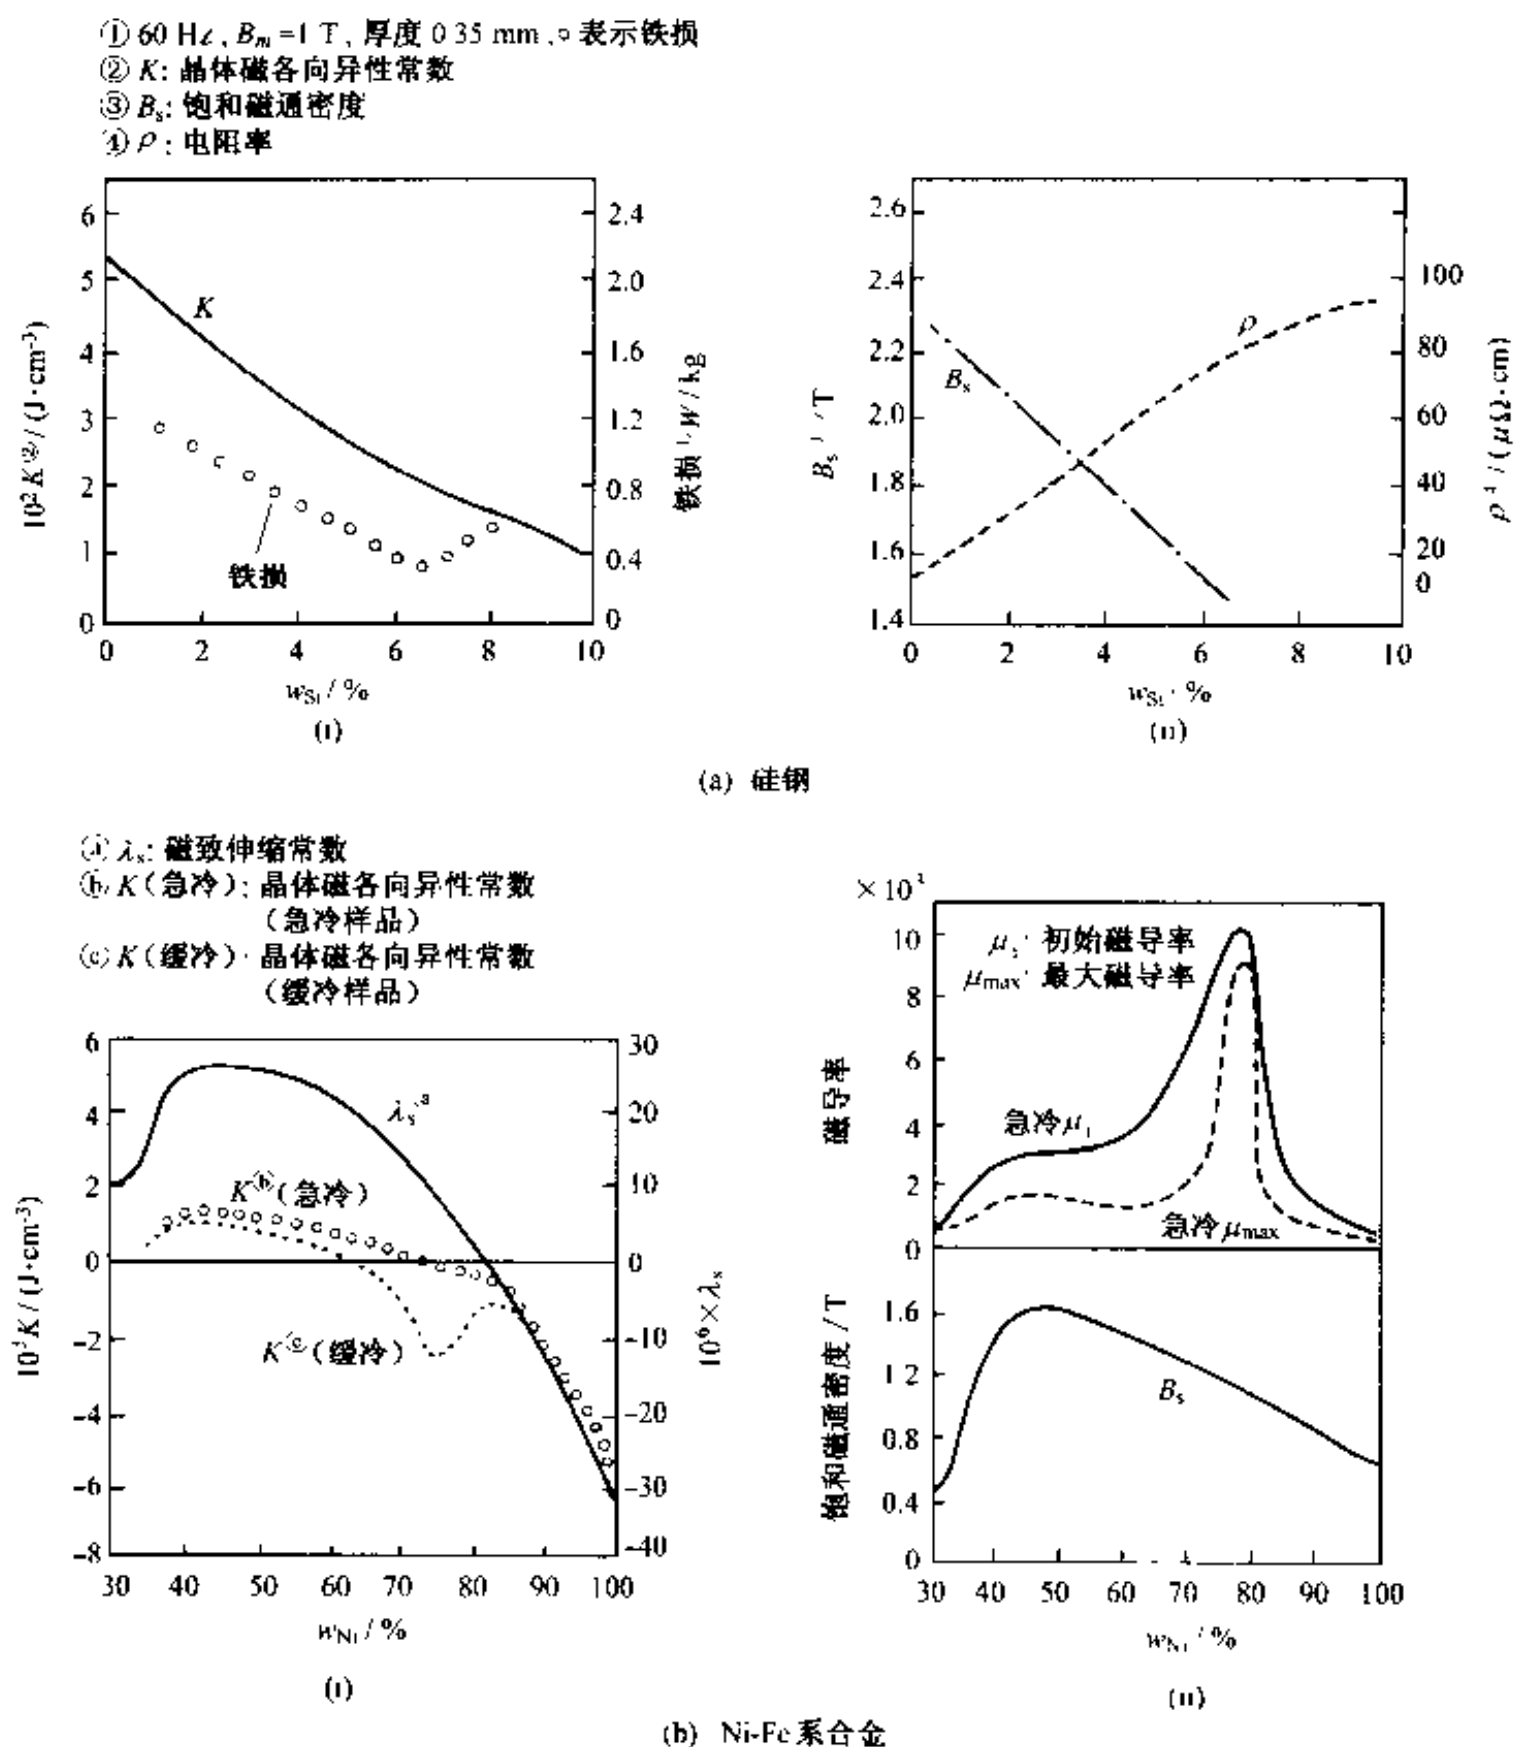 ① 60 Hz, Bm=1 T, 厚度 0 35 mm, ○ 表示铁损
② K: 晶体磁各向异性常数
③ Bs: 饱和磁通密度
④ ρ: 电阻率
6
5
4
3
2
1
0
10² K② / (J·cm⁻³)
K
铁损
2.4
2.0
1.6
1.2
0.8
0.4
0
铁损 W / kg
0 2 4 6 8 10
wSi / %
(i)
2.6
2.4
2.2
2.0
1.8
1.6
1.4
Bs /T
Bs
ρ
100
80
60
40
20
0
ρ / (μΩ·cm)
0 2 4 6 8 10
wSi %
(ii)
(a) 硅钢
ⓐ λs: 磁致伸缩常数
ⓑ K(急冷): 晶体磁各向异性常数
(急冷样品)
ⓒ K(缓冷): 晶体磁各向异性常数
(缓冷样品)
6
4
2
0
-2
-4
-6
-8
10³ K / (J·cm⁻³)
λs a
Kⓑ(急冷)
Kⓒ(缓冷)
30
20
10
0
-10
-20
-30
-40
10⁶×λs
30 40 50 60 70 80 90 100
wNi / %
(i)
×10
10
8
6
4
2
0
磁导率
μi 初始磁导率
μmax 最大磁导率
急冷 μi
急冷 μmax
1.6
1 2
0.8
0.4
0
饱和磁通密度 /T
Bs
30 40 50 60 70 80 90 100
wNi / %
(ii)
(b) Ni-Fe 系合金